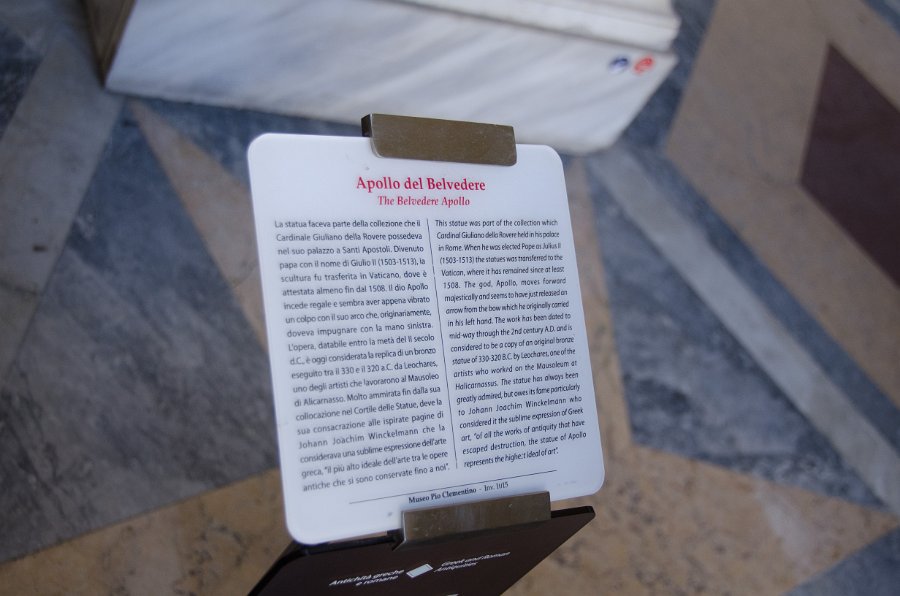 Apollo del Belvedere
The Belvedere Apollo
La statua faceva parte della collezione che il
Cardinale Giuliano della Rovere possedeva
nel suo palazzo a Santi Apostoli. Divenuto
papa con il nome di Giulio II (1503-1513), la
scultura fu trasferita in Vaticano, dove è
attestata almeno fin dal 1508. Il dio Apollo
incede regale e sembra aver appena vibrato
un colpo con il suo arco che, originariamente,
doveva impugnare con la mano sinistra.
L'opera, databile entro la metà del II secolo
d.C., è oggi considerata la replica di un bronzo
eseguito tra il 330 e il 320 a.C. da Leochares,
uno degli artisti che lavorarono al Mausoleo
di Alicarnasso. Molto ammirata fin dalla sua
collocazione nel Cortile delle Statue, deve la
sua consacrazione alle ispirate pagine di
Johann Joachim Winckelmann che la
considerava una sublime espressione dell'arte
greca, "il più alto ideale dell'arte tra le opere
antiche che si sono conservate fino a noi".
This statue was part of the collection which
Cardinal Giuliano della Rovere held in his palace
in Rome. When he was elected Pope as Julius II
(1503-1513) the statues was transferred to the
Vatican, where it has remained since at least
1508. The god, Apollo, moves forward
majestically and seems to have just released an
arrow from the bow which he originally carried
in his left hand. The work has been dated to
mid-way through the 2nd century A.D. and is
considered to be a copy of an original bronze
statue of 330-320 B.C. by Leochares, one of the
artists who worked on the Mausoleum at
Halicarnassus. The statue has always been
greatly admired, but owes its fame particularly
to Johann Joachim Winckelmann who
considered it the sublime expression of Greek
art, "of all the works of antiquity that have
escaped destruction, the statue of Apollo
represents the highest ideal of art".
Museo Pio Clementino - Inv. 1015
Antichità greche
e romane
Greek and Roman
Antiquities